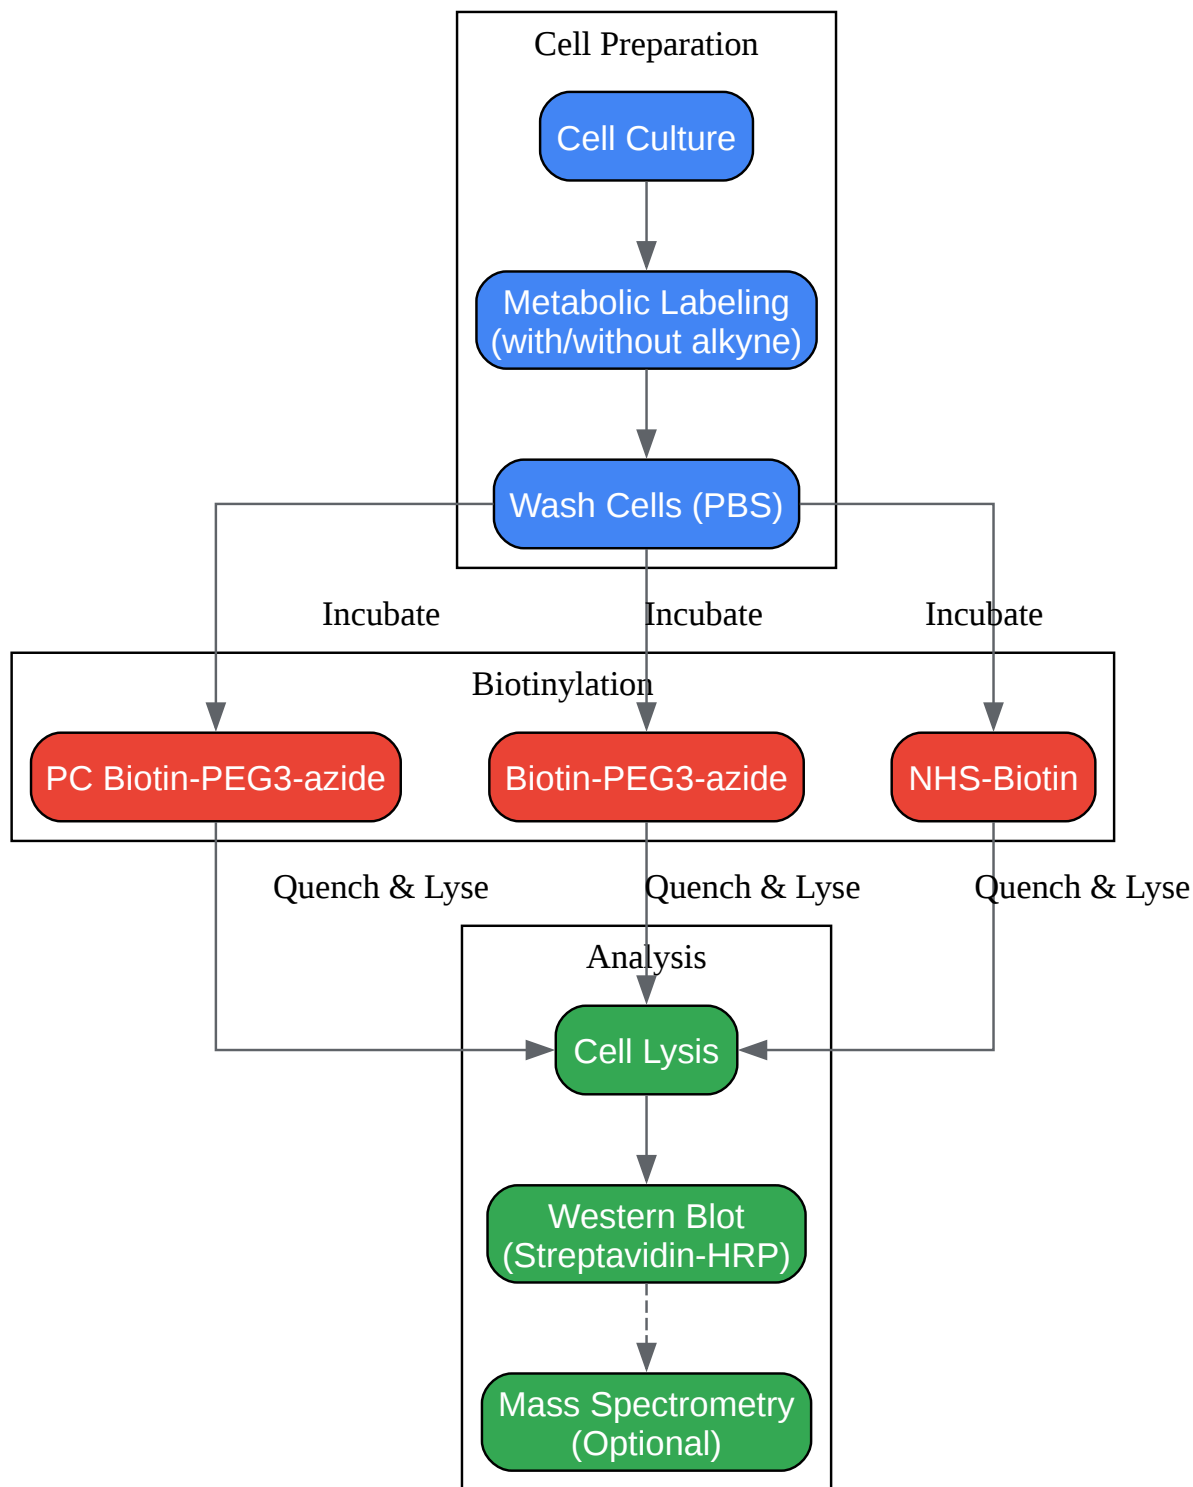 Cell Preparation
Cell Culture
Metabolic Labeling
(with/without alkyne)
Wash Cells (PBS)
Incubate
Incubate
Incubate
Biotinylation
PC Biotin-PEG3-azide
Biotin-PEG3-azide
NHS-Biotin
Quench & Lyse
Quench & Lyse
Quench & Lyse
Analysis
Cell Lysis
Western Blot
(Streptavidin-HRP)
Mass Spectrometry
(Optional)